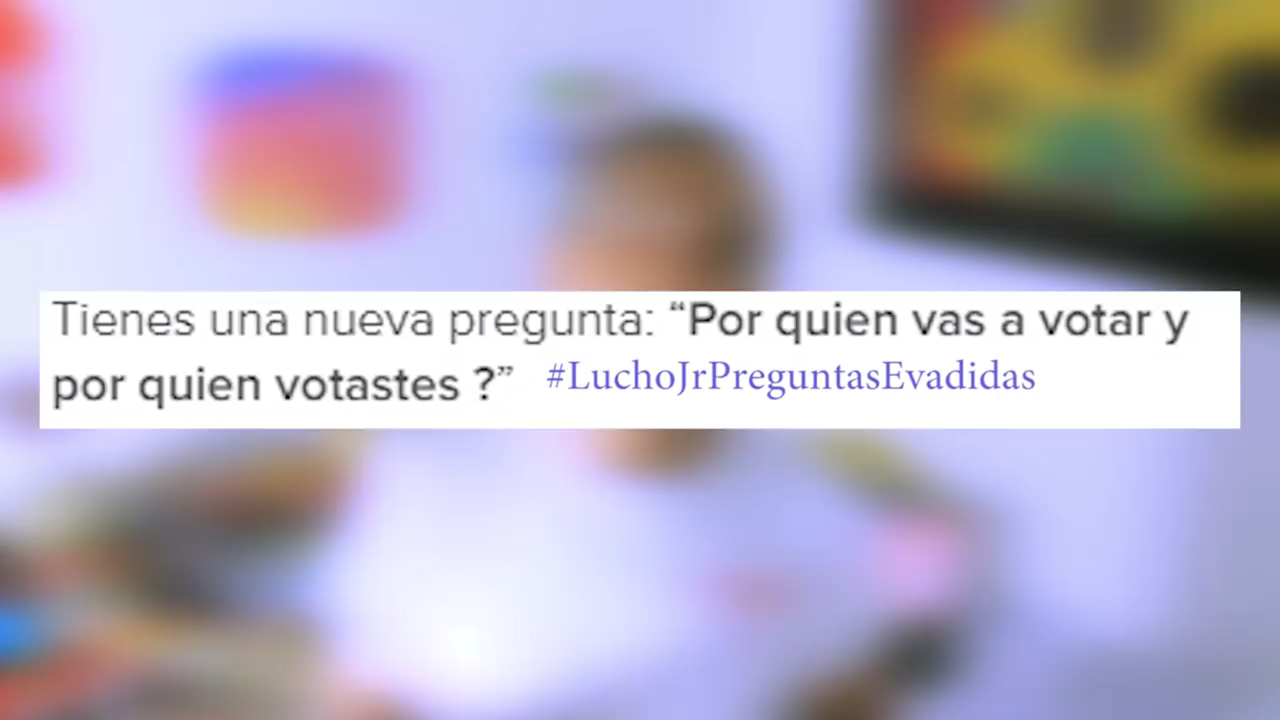 Tienes una nueva pregunta: “Por quien vas a votar y
por quien votastes ?” #LuchoJrPreguntasEvadidas